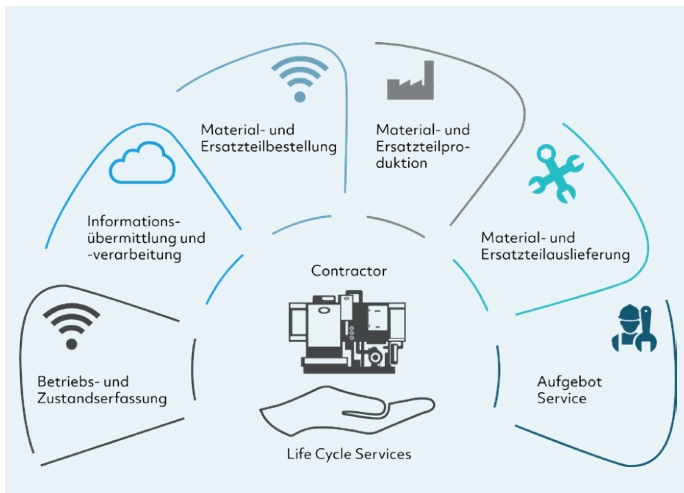 Material- und
Ersatzteilbestellung
Material- und
Ersatzteilpro-
duktion
Informations-
übermittlung und
-verarbeitung
Material- und
Ersatzteilauslieferung
Contractor
Betriebs- und
Zustandserfassung
Aufgebot
Service
Life Cycle Services